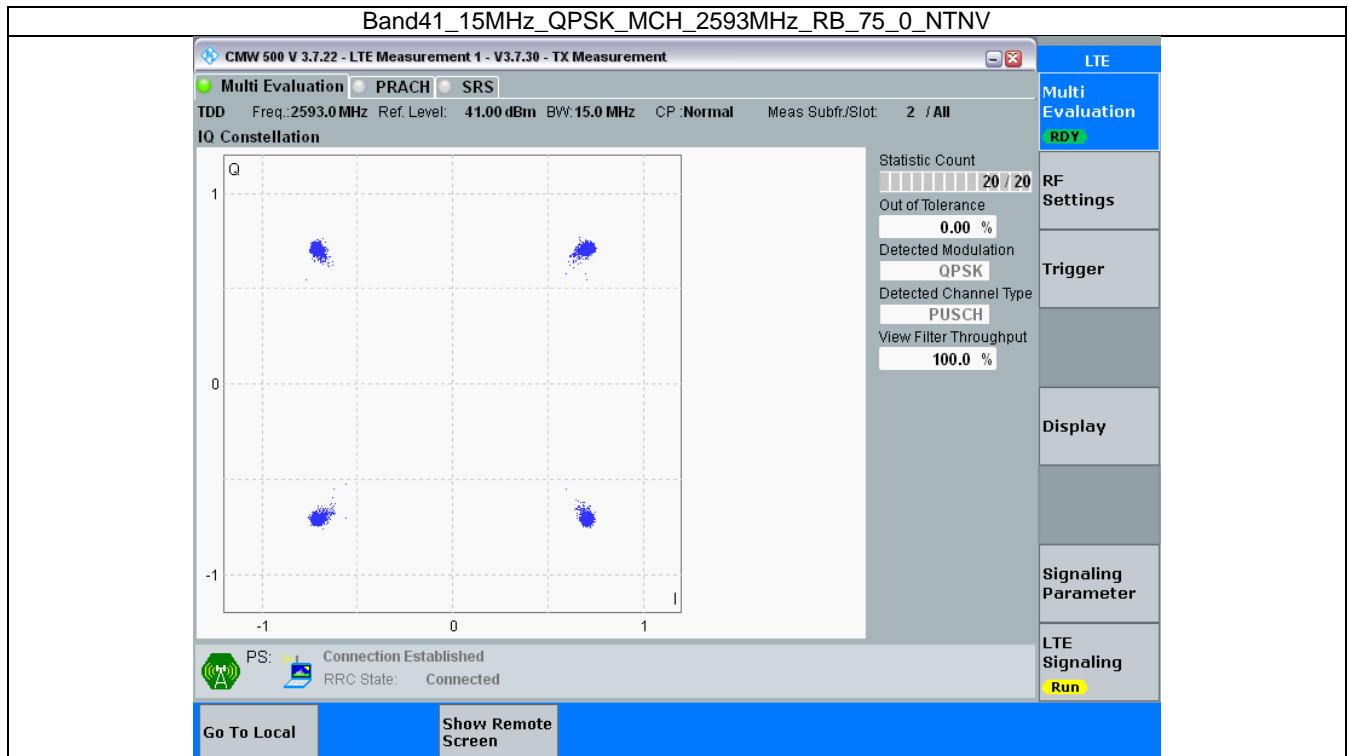 Band41_15MHz_QPSK_MCH_2593MHz_RB_75_0_NTNV
CMW 500 V 3.7.22 - LTE Measurement 1 - V3.7.30 - TX Measurement
LTE
Multi Evaluation PRACH SRS
Multi
Evaluation
RDY
TDD Freq.:2593.0 MHz Ref. Level: 41.00 dBm BW: 15.0 MHz CP :Normal Meas Subfr./Slot: 2 / All
IQ Constellation
Q
1
0
-1
I
-1 0 1
Statistic Count
20 / 20
Out of Tolerance
0.00 %
Detected Modulation
QPSK
Detected Channel Type
PUSCH
View Filter Throughput
100.0 %
RF
Settings
Trigger
Display
Signaling
Parameter
LTE
Signaling
Run
PS: Connection Established
RRC State: Connected
Go To Local
Show Remote
Screen